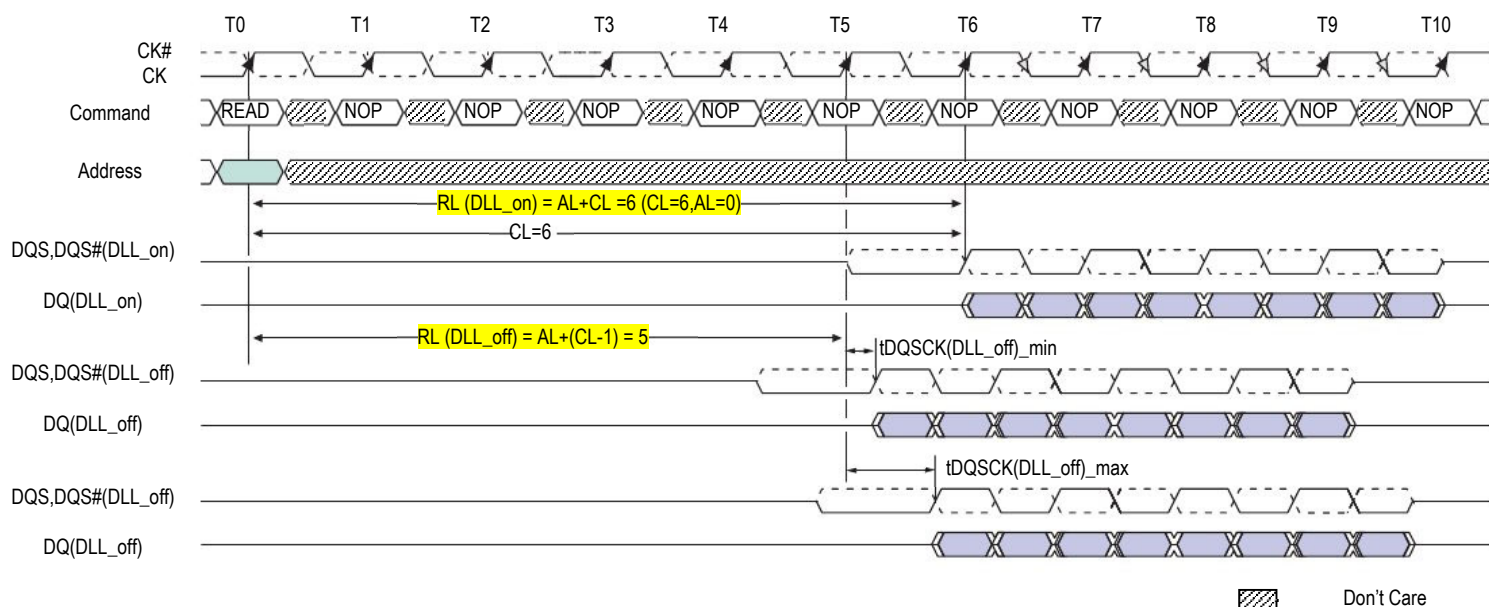 T0 T1 T2 T3 T4 T5 T6 T7 T8 T9 T10
CK#
CK
Command READ NOP NOP NOP NOP NOP NOP NOP NOP NOP NOP
Address
RL (DLL_on) = AL+CL =6 (CL=6,AL=0)
CL=6
DQS,DQS#(DLL_on)
DQ(DLL_on)
RL (DLL_off) = AL+(CL-1) = 5
tDQSCK(DLL_off)_min
DQS,DQS#(DLL_off)
DQ(DLL_off)
tDQSCK(DLL_off)_max
DQS,DQS#(DLL_off)
DQ(DLL_off)
Don't Care